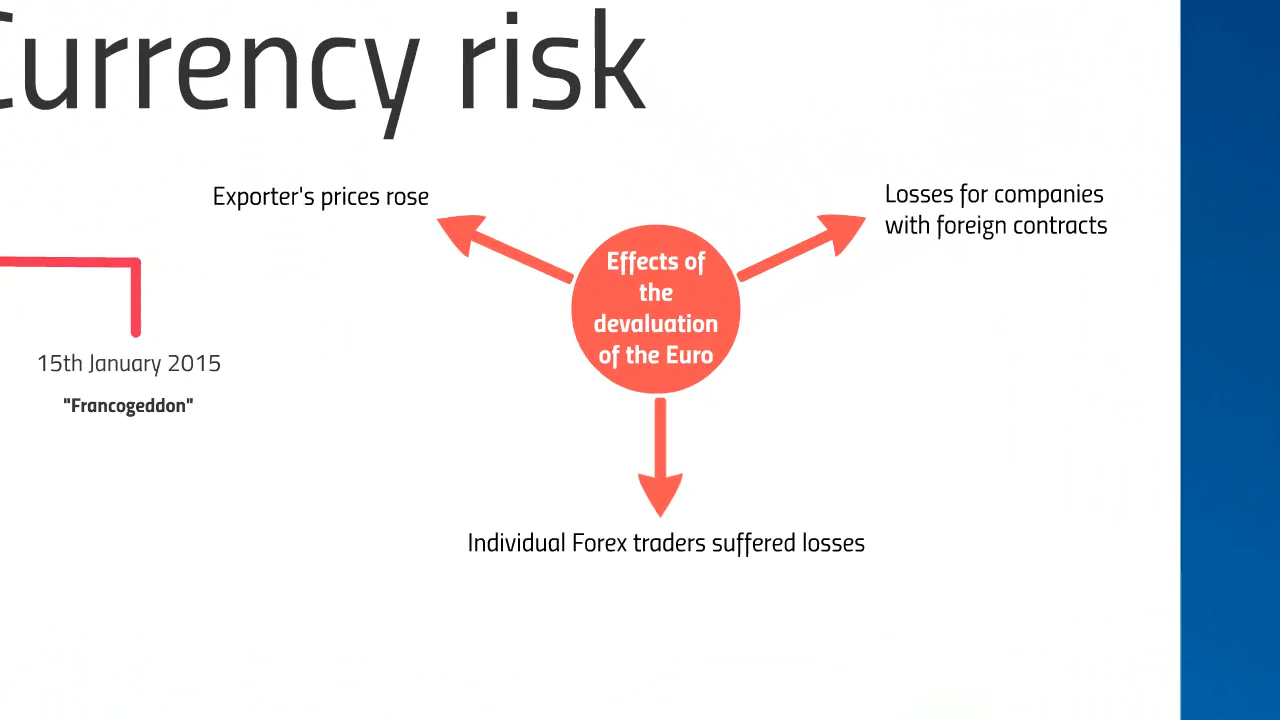 Currency risk
Exporter's prices rose
Losses for companies
with foreign contracts
Effects of
the
devaluation
of the Euro
15th January 2015
"Francogeddon"
Individual Forex traders suffered losses